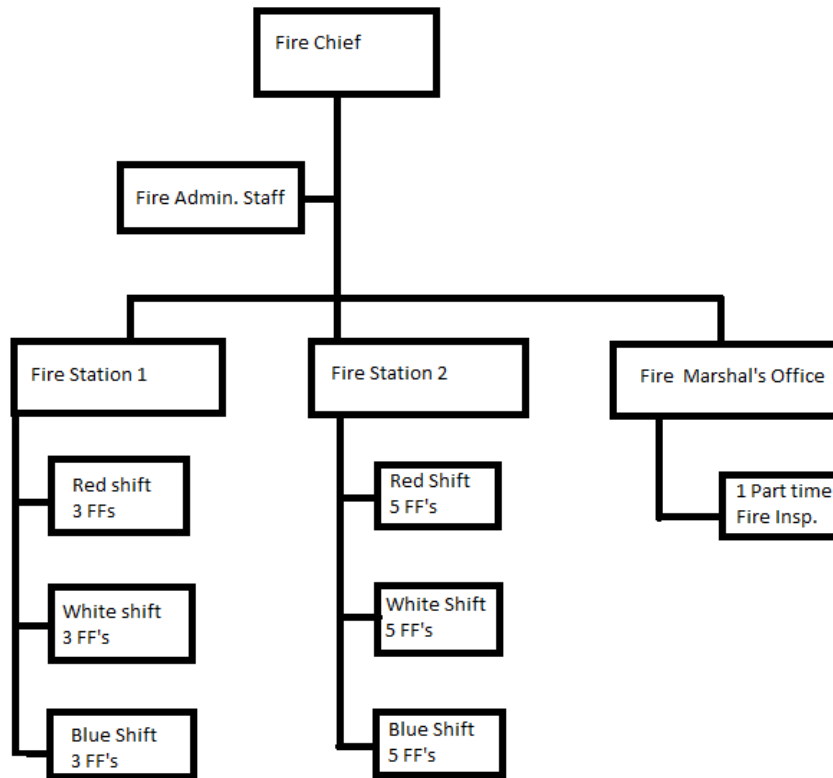 Fire Chief
Fire Admin. Staff
Fire Station 1
Fire Station 2
Fire Marshal's Office
Red shift
3 FFs
White shift
3 FF's
Blue Shift
3 FF's
Red Shift
5 FF's
White Shift
5 FF's
Blue Shift
5 FF's
1 Part time
Fire Insp.